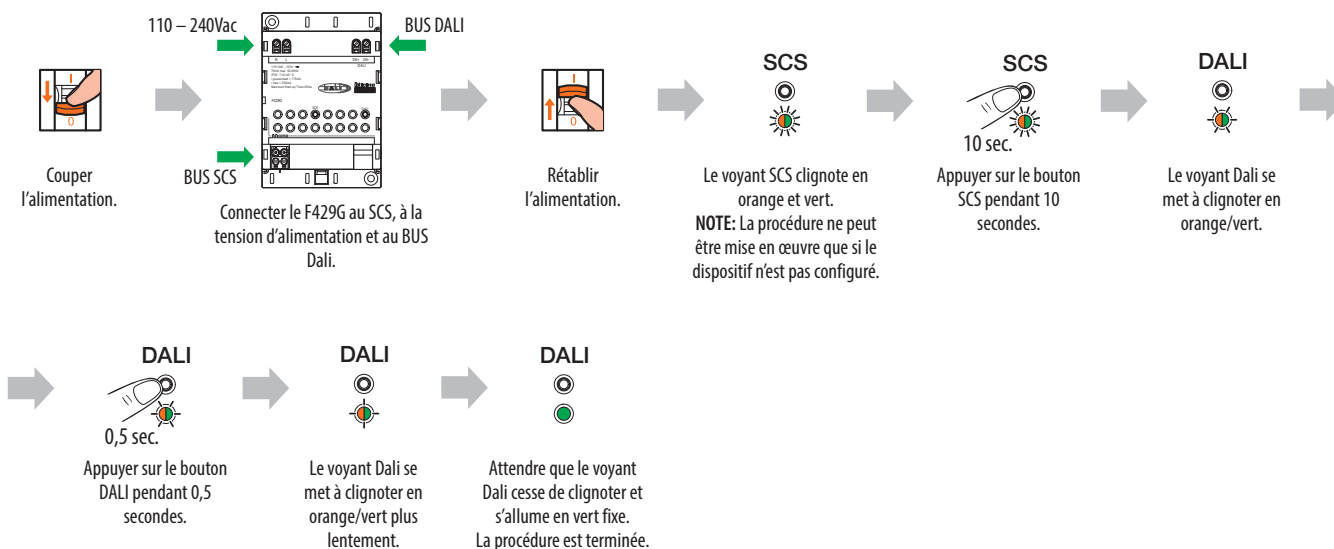 110 – 240Vac
BUS DALI
BUS SCS
Couper
l'alimentation.
Connecter le F429G au SCS, à la
tension d'alimentation et au BUS
Dali.
Rétablir
l'alimentation.
SCS
Le voyant SCS clignote en
orange et vert.
NOTE: La procédure ne peut
être mise en œuvre que si le
dispositif n'est pas configuré.
SCS
10 sec.
Appuyer sur le bouton
SCS pendant 10
secondes.
DALI
Le voyant Dali se
met à clignoter en
orange/vert.
DALI
0,5 sec.
Appuyer sur le bouton
DALI pendant 0,5
secondes.
DALI
Le voyant Dali se
met à clignoter en
orange/vert plus
lentement.
DALI
Attendre que le voyant
Dali cesse de clignoter et
s'allume en vert fixe.
La procédure est terminée.